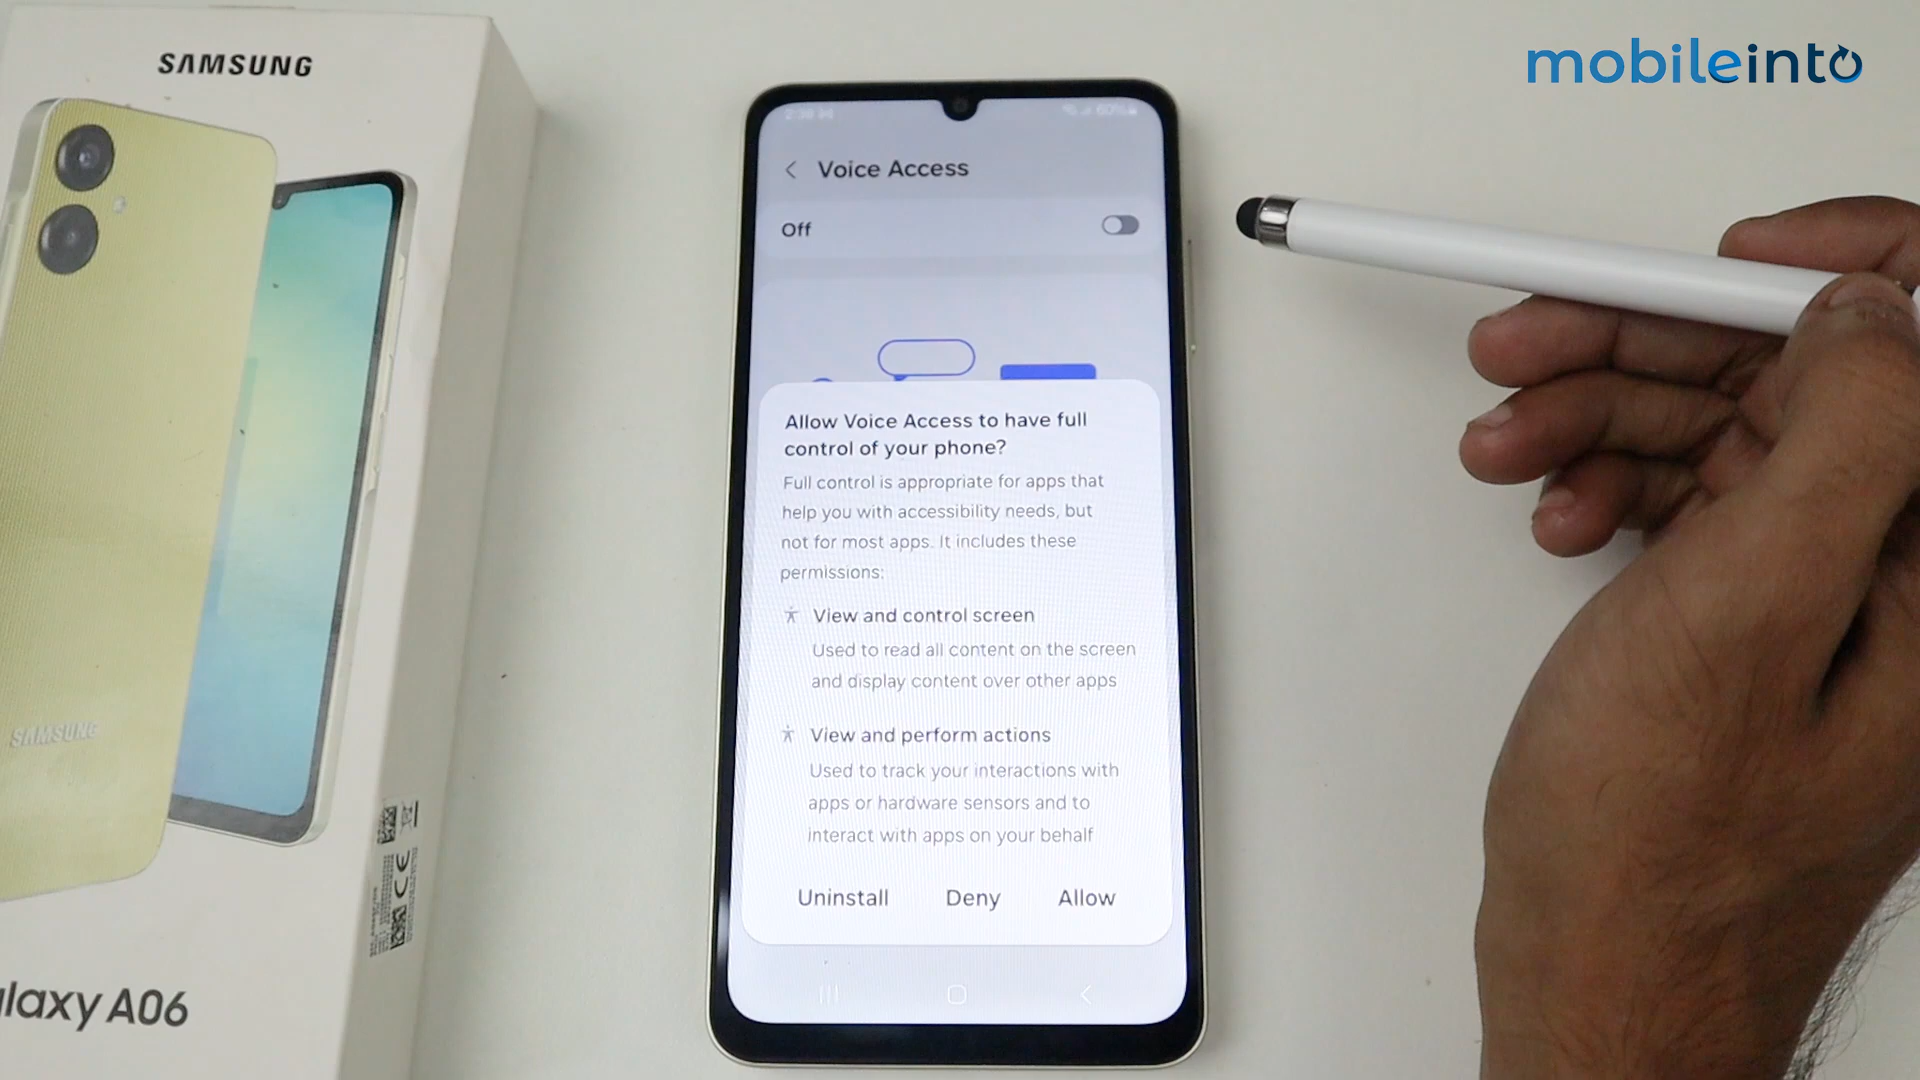 mobileinto
SAMSUNG
SAMSUNG
laxy A06
Voice Access
Off
Allow Voice Access to have full
control of your phone?
Full control is appropriate for apps that
help you with accessibility needs, but
not for most apps. It includes these
permissions:
View and control screen
Used to read all content on the screen
and display content over other apps
View and perform actions
Used to track your interactions with
apps or hardware sensors and to
interact with apps on your behalf
Uninstall Deny Allow